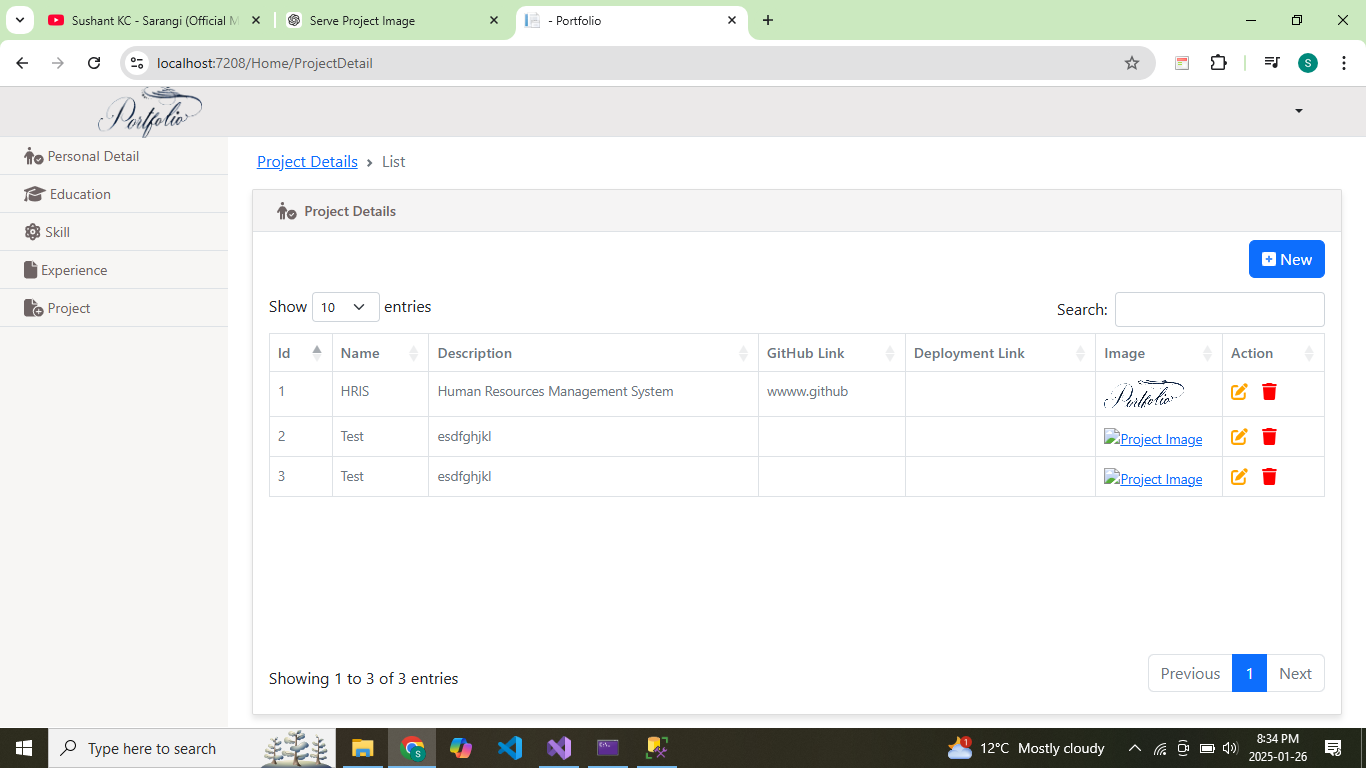 Sushant KC - Sarangi (Official M
Serve Project Image
- Portfolio
localhost:7208/Home/ProjectDetail
S
Portfolio
Personal Detail
Education
Skill
Experience
Project
Project Details > List
Project Details
New
Show 10 entries
Search:
Id Name Description GitHub Link Deployment Link Image Action
1 HRIS Human Resources Management System wwww.github Portfolio
2 Test esdfghjkl Project Image
3 Test esdfghjkl Project Image
Showing 1 to 3 of 3 entries
Previous 1 Next
Type here to search
S
1
12°C Mostly cloudy
8:34 PM
2025-01-26